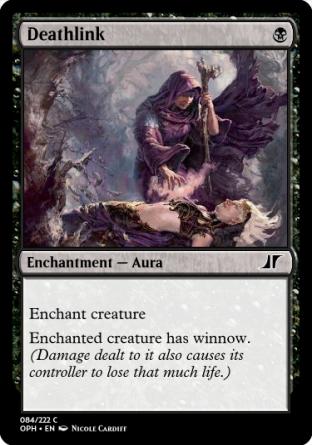 Deathlink
Enchantment — Aura
Enchant creature
Enchanted creature has winnow.
(Damage dealt to it also causes its
controller to lose that much life.)
084/222 C
OPH • EN Nicole Cardiff